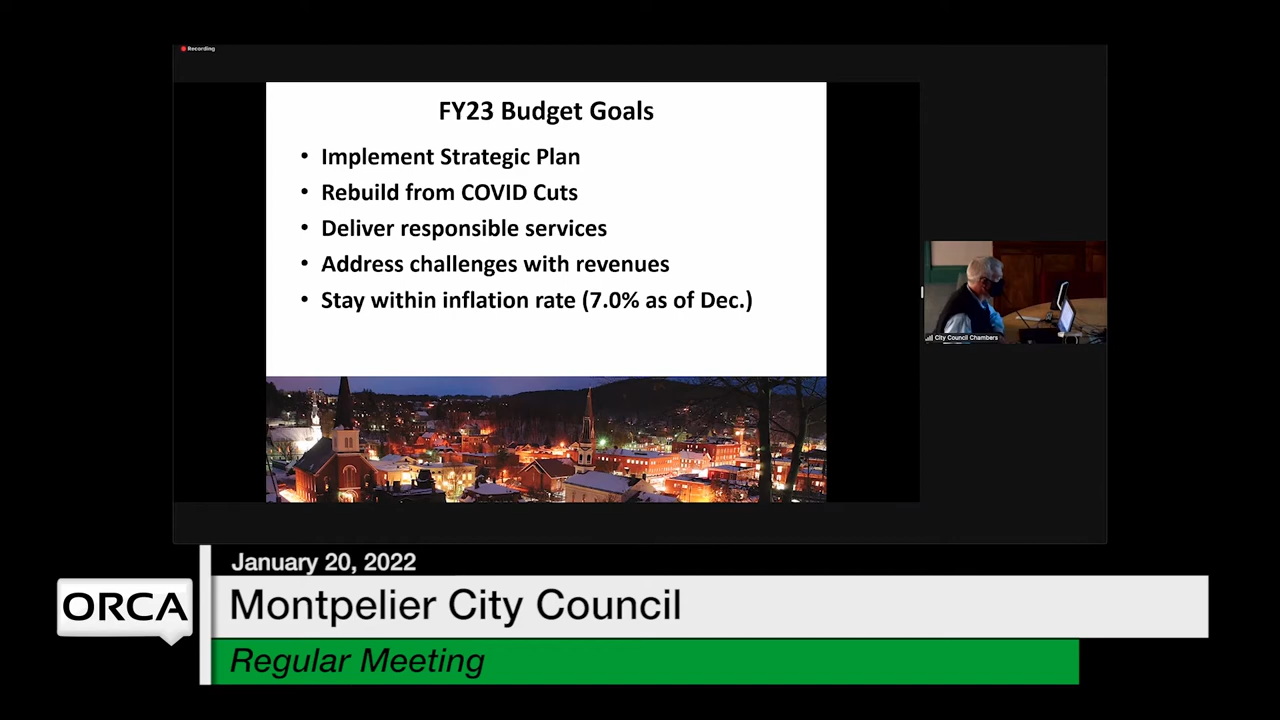 Recording
FY23 Budget Goals
• Implement Strategic Plan
• Rebuild from COVID Cuts
• Deliver responsible services
• Address challenges with revenues
• Stay within inflation rate (7.0% as of Dec.)
City Council Chambers
January 20, 2022
ORCA
Montpelier City Council
Regular Meeting